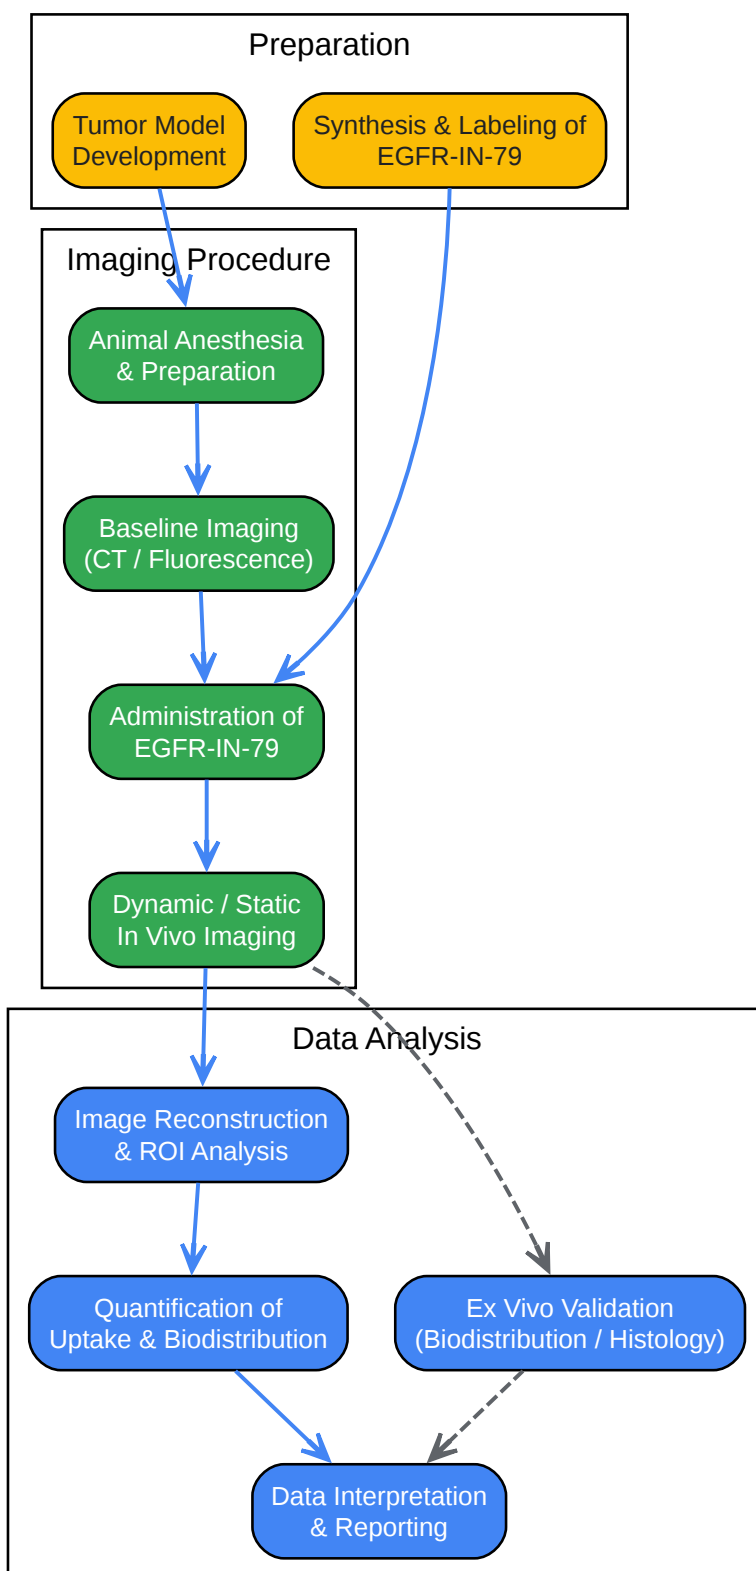 Preparation
Tumor Model
Development
Synthesis & Labeling of
EGFR-IN-79
Imaging Procedure
Animal Anesthesia
& Preparation
Baseline Imaging
(CT / Fluorescence)
Administration of
EGFR-IN-79
Dynamic / Static
In Vivo Imaging
Data Analysis
Image Reconstruction
& ROI Analysis
Quantification of
Uptake & Biodistribution
Ex Vivo Validation
(Biodistribution / Histology)
Data Interpretation
& Reporting